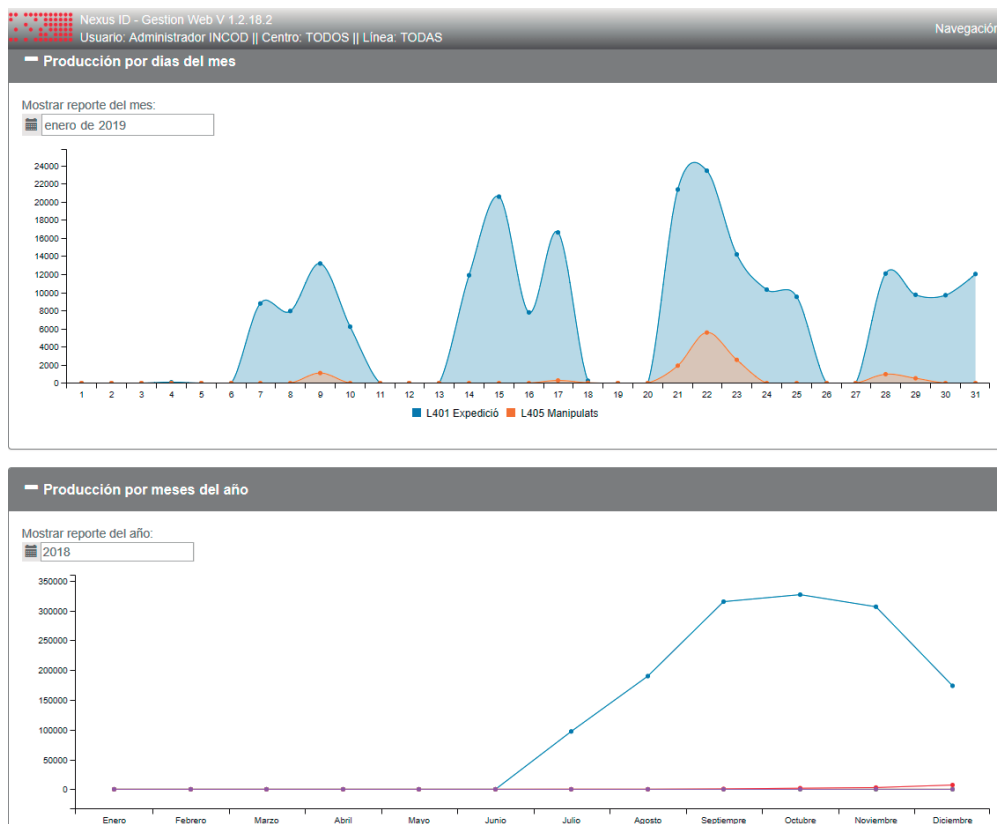 Nexus ID - Gestion Web V 1.2.18.2
Usuario: Administrador INCOD || Centro: TODOS || Línea: TODAS
Navegación
Producción por dias del mes
Mostrar reporte del mes:
enero de 2019
24000
22000
20000
18000
16000
14000
12000
10000
8000
6000
4000
2000
0
1 2 3 4 5 6 7 8 9 10 11 12 13 14 15 16 17 18 19 20 21 22 23 24 25 26 27 28 29 30 31
L401 Expedició L405 Manipulats
Producción por meses del año
Mostrar reporte del año:
2018
350000
300000
250000
200000
150000
100000
50000
0
Enero Febrero Marzo Abril Mayo Junio Julio Agosto Septiempre Octubre Noviembre Diciembre